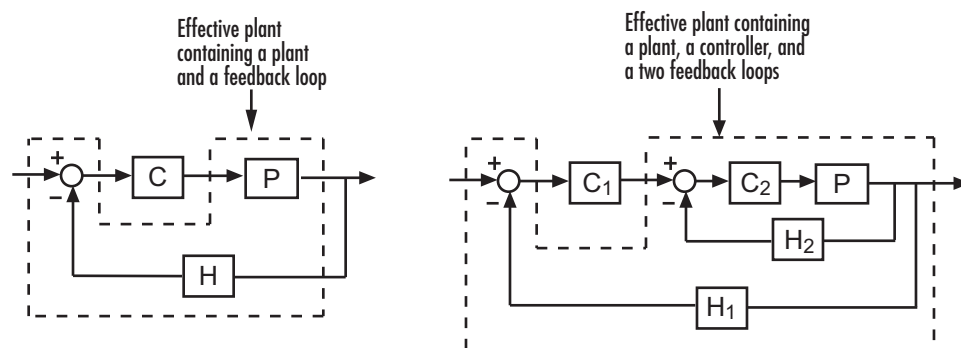 Effective plant
containing a plant
and a feedback loop
+
−
C
P
H
Effective plant containing
a plant, a controller, and
a two feedback loops
+
−
C1
+
−
C2
P
H2
H1